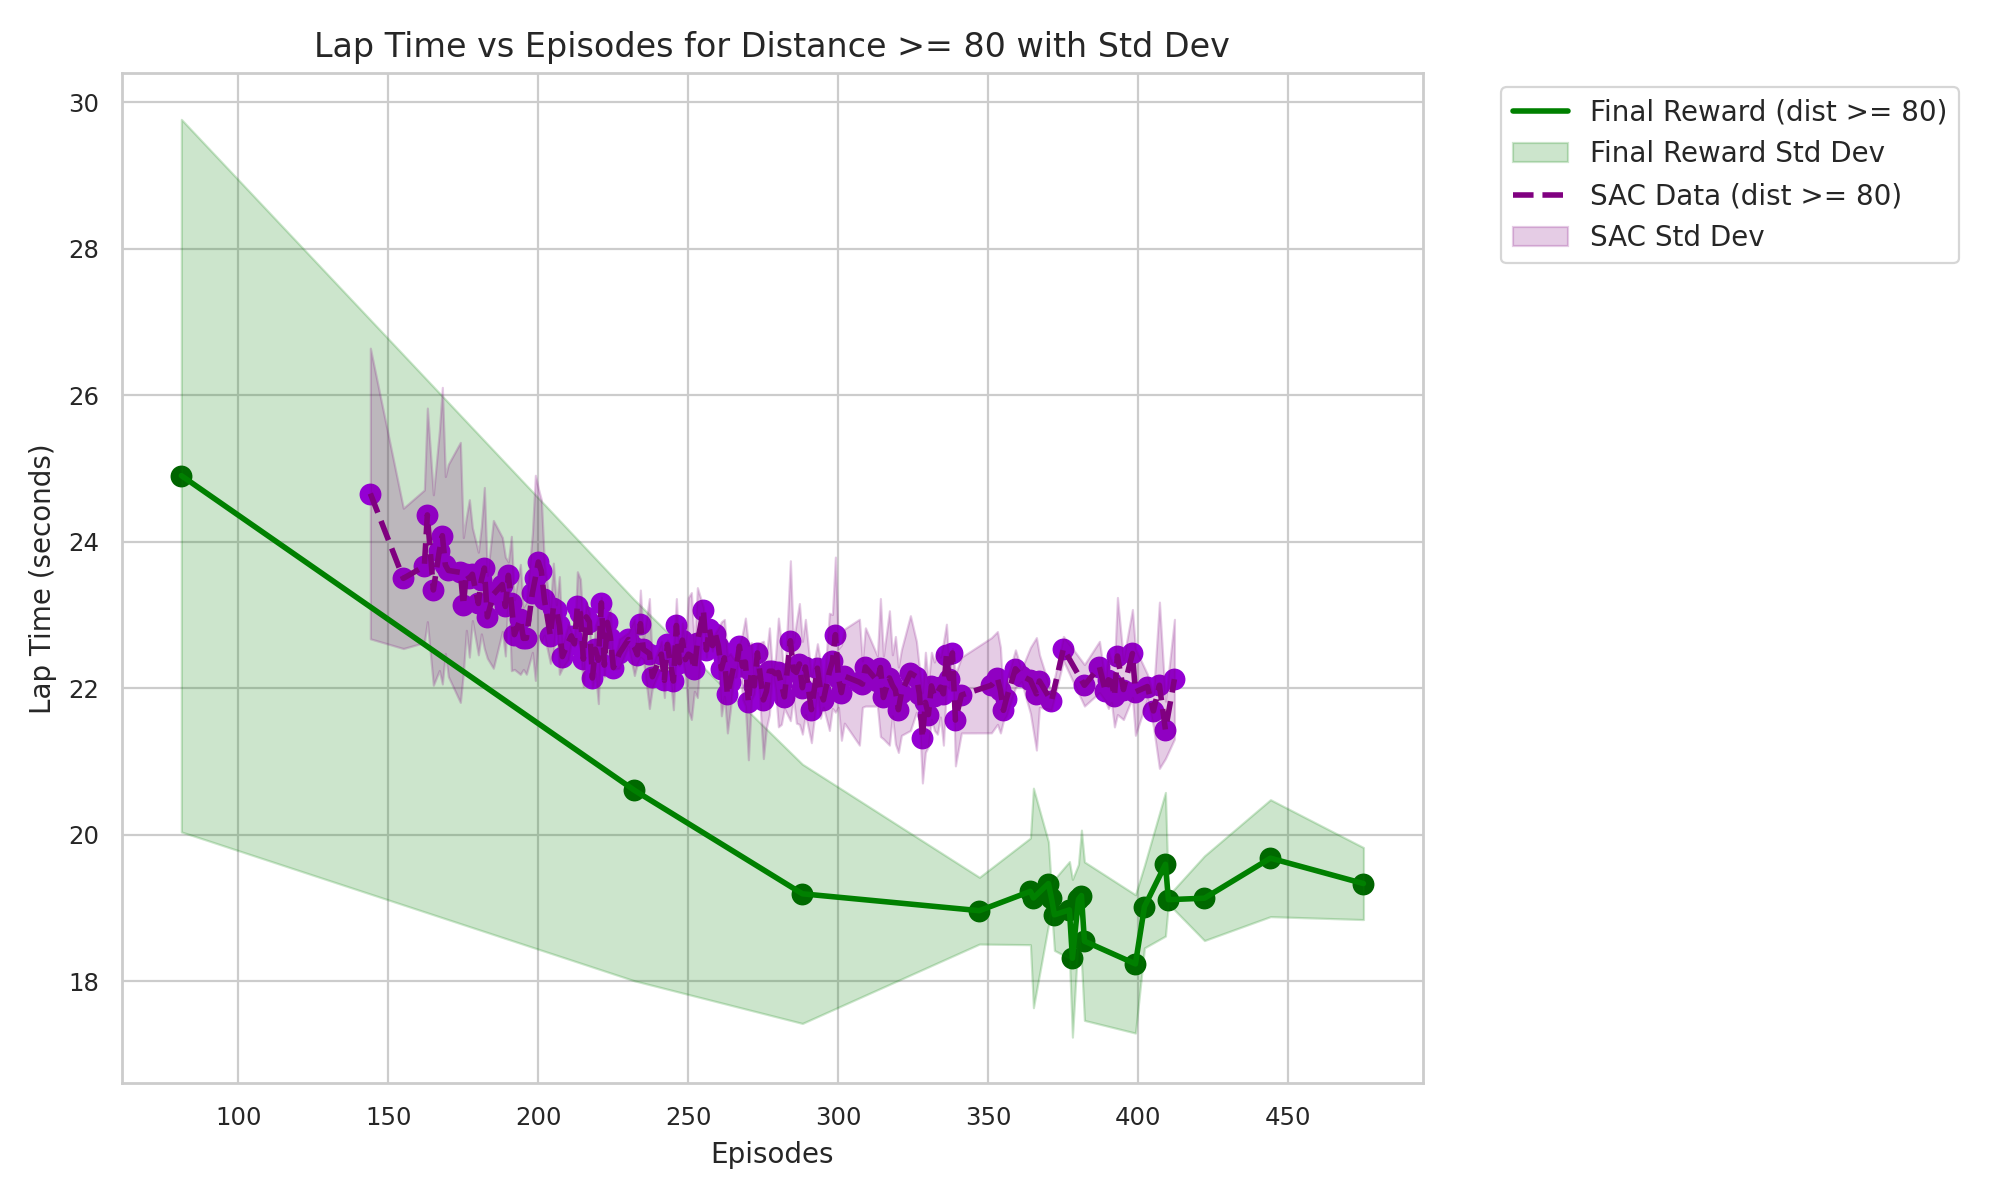 Lap Time vs Episodes for Distance >= 80 with Std Dev
Final Reward (dist >= 80)
Final Reward Std Dev
SAC Data (dist >= 80)
SAC Std Dev
Lap Time (seconds)
30
28
26
24
22
20
18
100 150 200 250 300 350 400 450
Episodes